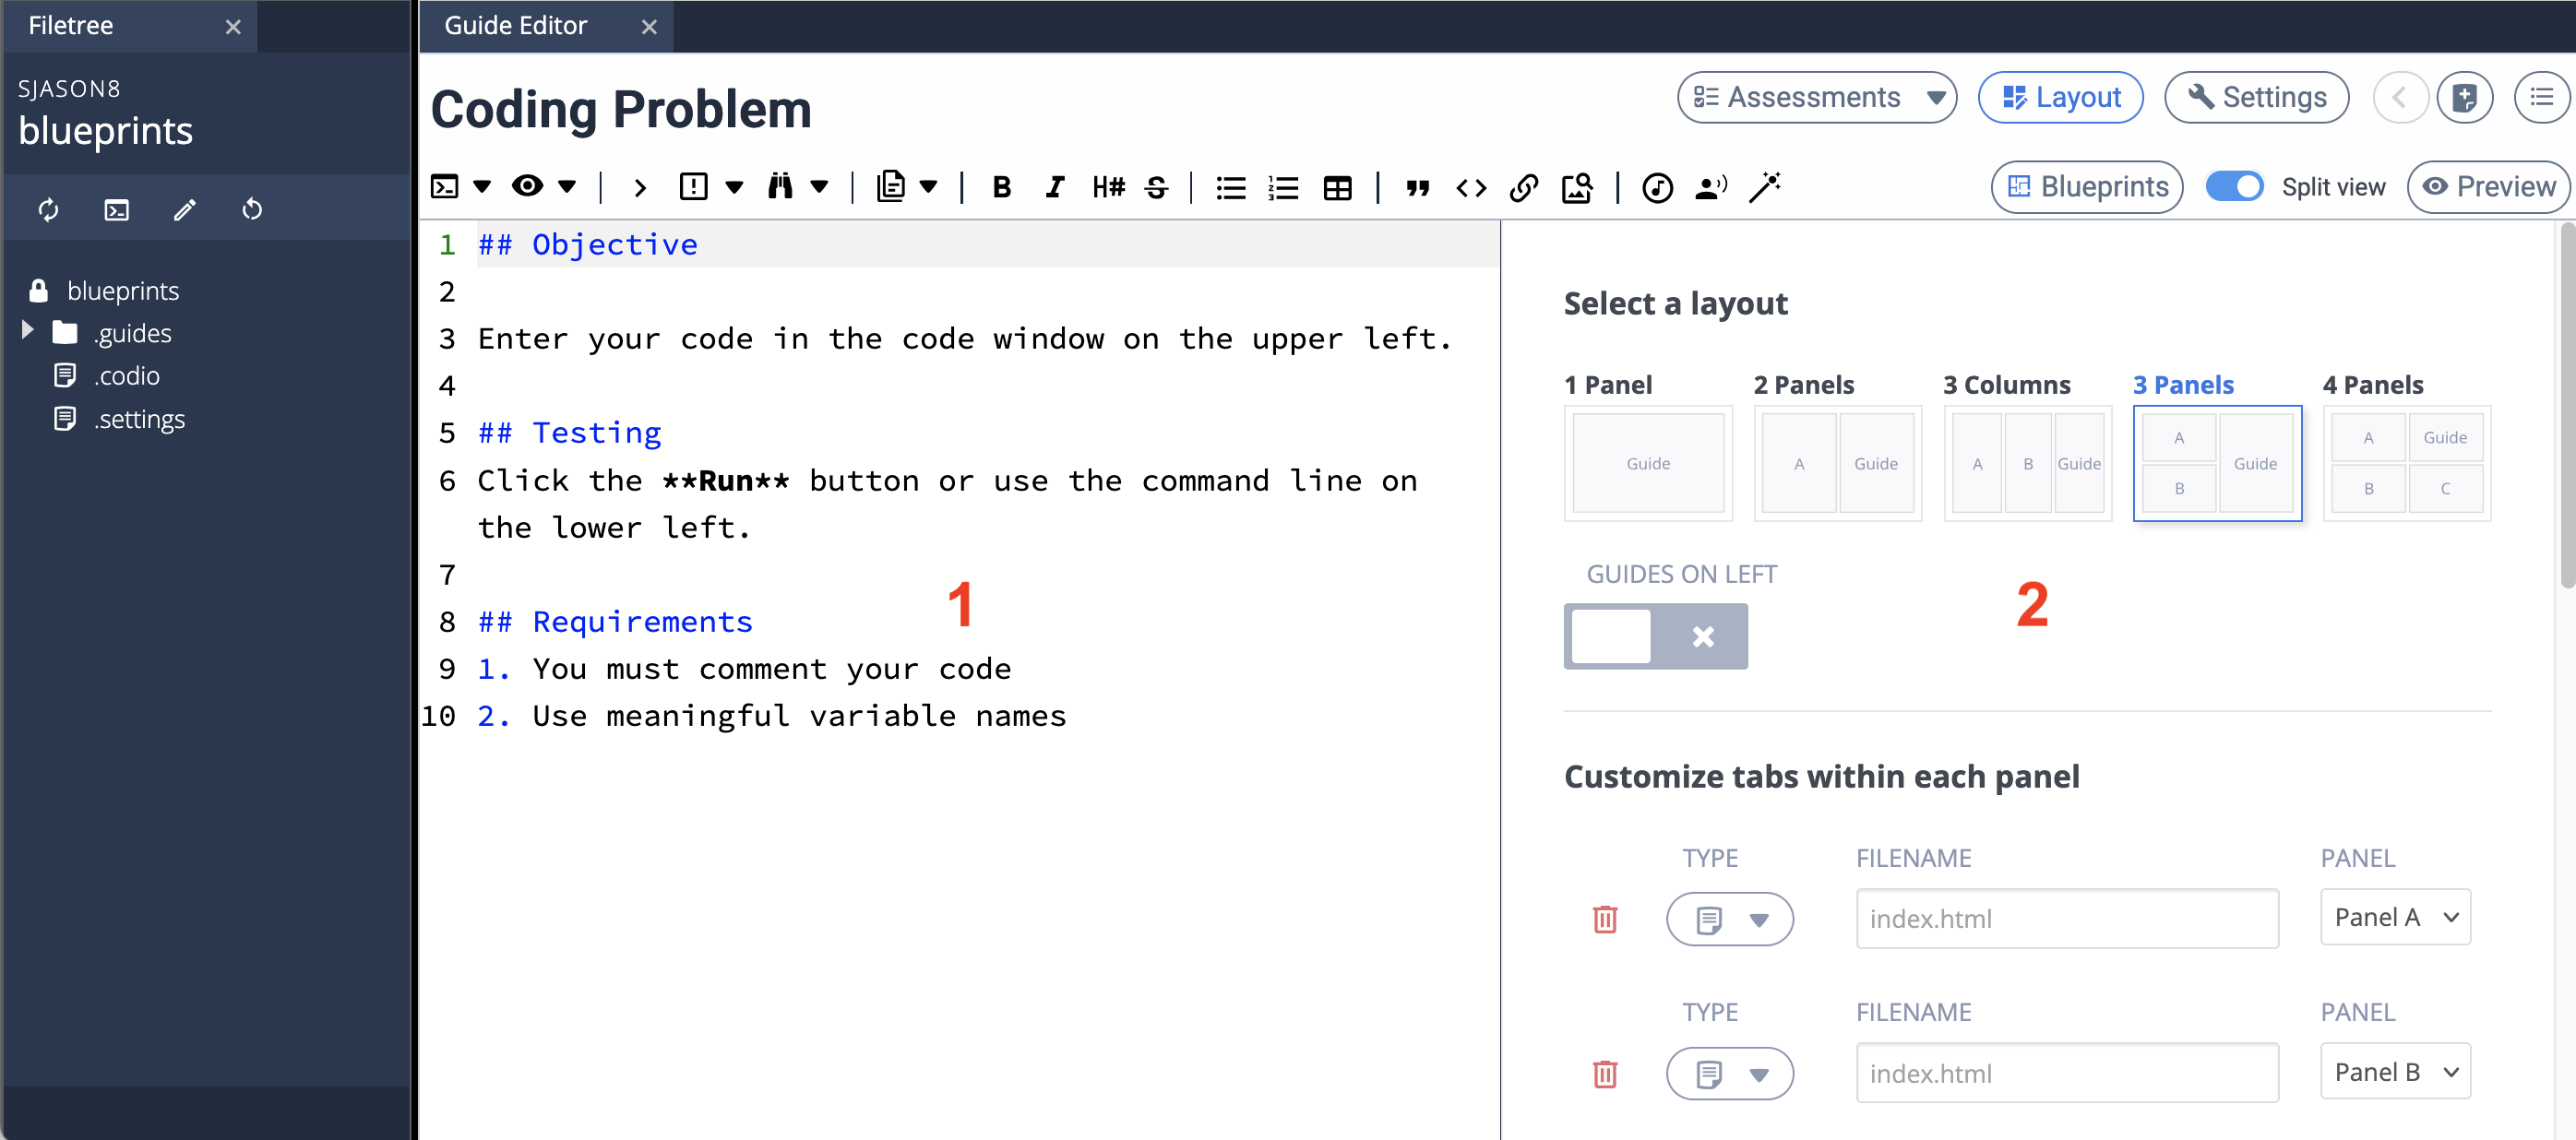 Filetree
SJASON8
blueprints
blueprints
.guides
.codio
.settings
Guide Editor
Coding Problem
Assessments
Layout
Settings
B I H# S
Blueprints
Split view
Preview
1 ## Objective
2
3 Enter your code in the code window on the upper left.
4
5 ## Testing
6 Click the **Run** button or use the command line on
the lower left.
7
8 ## Requirements
9 1. You must comment your code
10 2. Use meaningful variable names
1
Select a layout
1 Panel
Guide
2 Panels
A Guide
3 Columns
A B Guide
3 Panels
A
B
Guide
4 Panels
A Guide
B C
GUIDES ON LEFT
2
Customize tabs within each panel
TYPE FILENAME PANEL
index.html Panel A
TYPE FILENAME PANEL
index.html Panel B